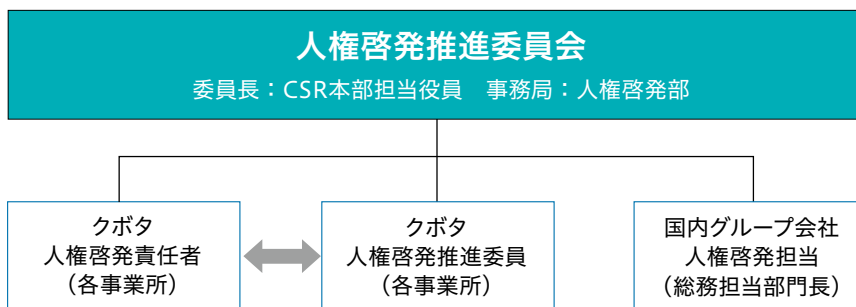 人権啓発推進委員会
委員長：CSR本部担当役員　事務局：人権啓発部
クボタ
人権啓発責任者
（各事業所）
クボタ
人権啓発推進委員
（各事業所）
国内グループ会社
人権啓発担当
（総務担当部門長）